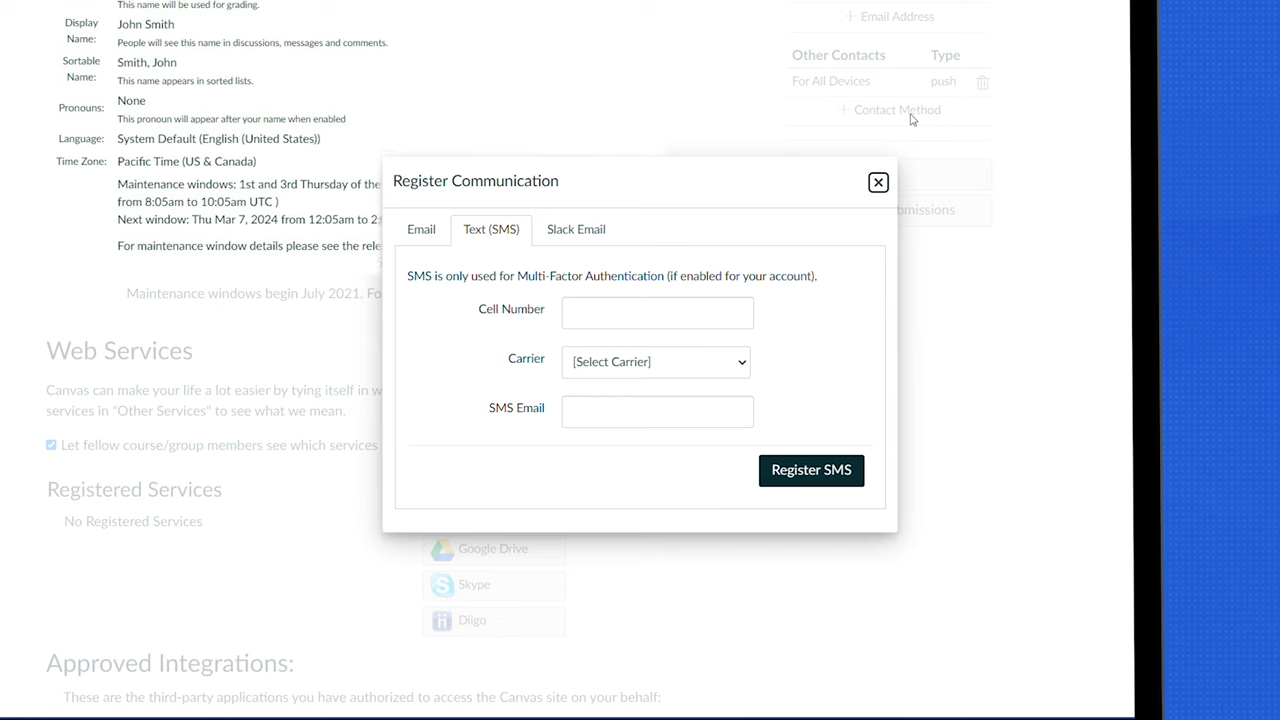 This name will be used for grading.
Display Name:
John Smith
People will see this name in discussions, messages and comments.
Sortable Name:
Smith, John
This name appears in sorted lists.
Pronouns:
None
This pronoun will appear after your name when enabled
Language:
System Default (English (United States))
Time Zone:
Pacific Time (US & Canada)
Maintenance windows: 1st and 3rd Thursday of the
from 8:05am to 10:05am UTC )
Next window: Thu Mar 7, 2024 from 12:05am to 2:
For maintenance window details please see the rele
Maintenance windows begin July 2021. Fo
Web Services
Canvas can make your life a lot easier by tying itself in w
services in "Other Services" to see what we mean.
Let fellow course/group members see which services
Registered Services
No Registered Services
Google Drive
Skype
Diigo
Approved Integrations:
These are the third-party applications you have authorized to access the Canvas site on your behalf:
+ Email Address
Other Contacts Type
For All Devices push
+ Contact Method
bmissions
Register Communication
Email
Text (SMS)
Slack Email
SMS is only used for Multi-Factor Authentication (if enabled for your account).
Cell Number
Carrier
[Select Carrier]
SMS Email
Register SMS